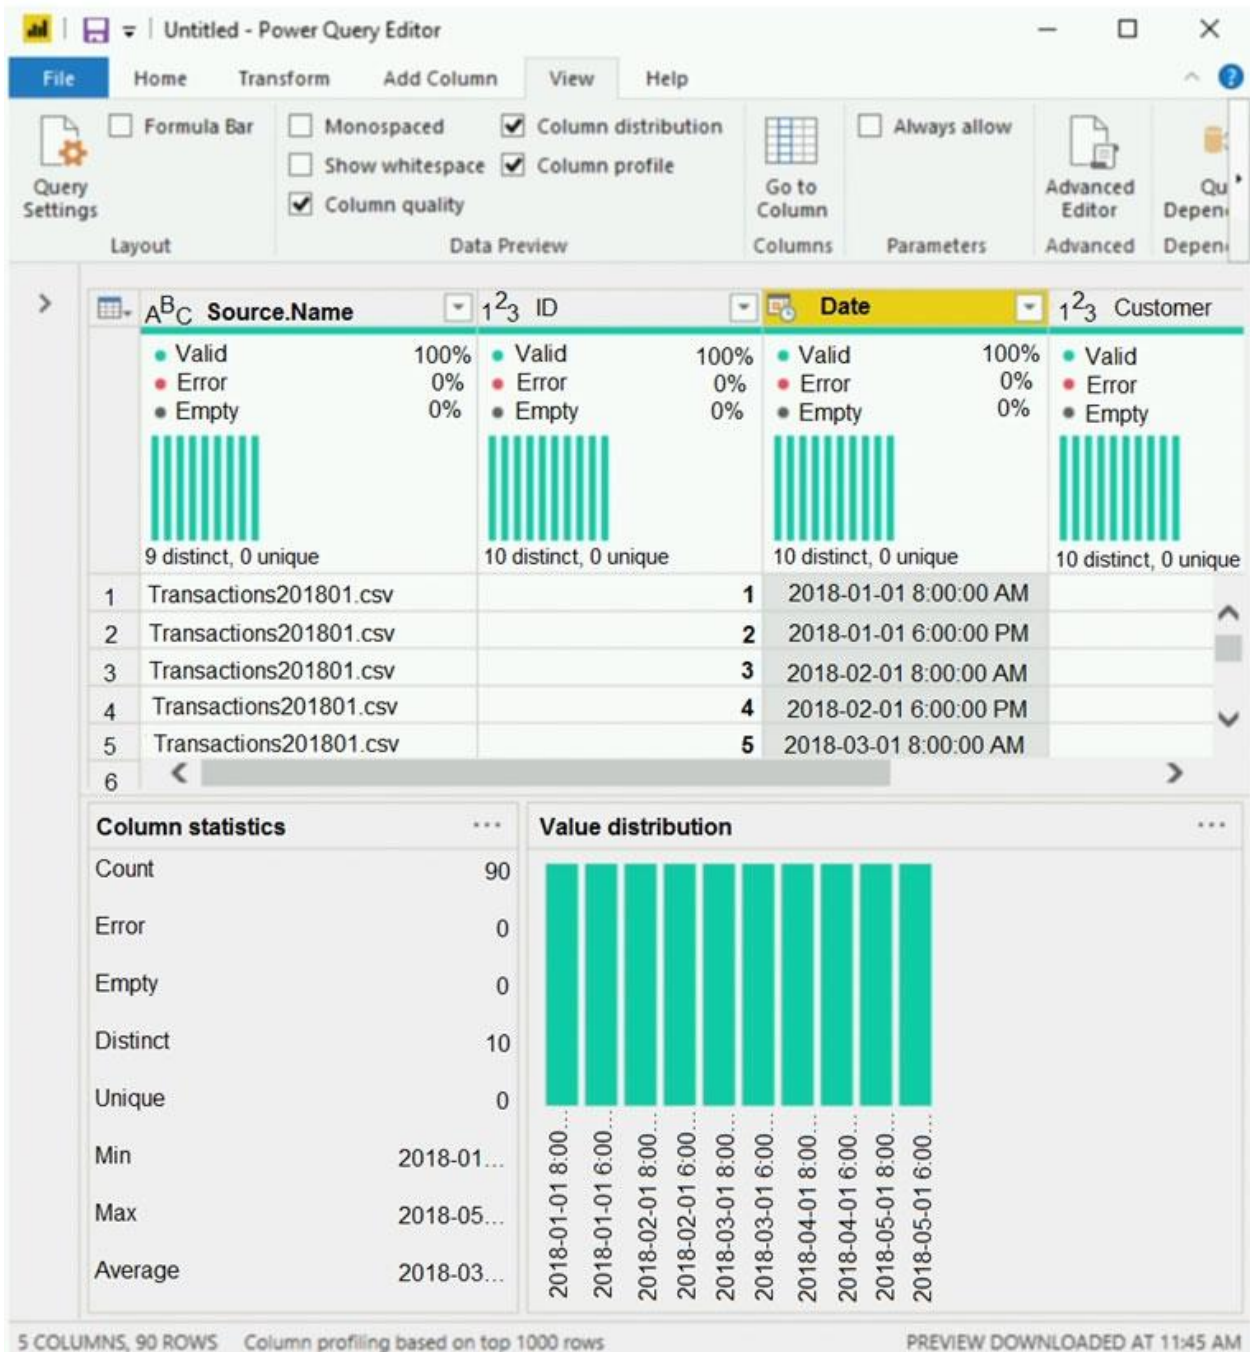 Untitled - Power Query Editor
File Home Transform Add Column View Help
Formula Bar Monospaced Column distribution Always allow
Show whitespace Column profile
Query Settings Column quality Go to Column Advanced Editor Qu Depen
Layout Data Preview Columns Parameters Advanced Depen
ABC Source.Name 123 ID Date 123 Customer
Valid 100% Valid 100% Valid 100% Valid
Error 0% Error 0% Error 0% Error
Empty 0% Empty 0% Empty 0% Empty
9 distinct, 0 unique 10 distinct, 0 unique 10 distinct, 0 unique 10 distinct, 0 unique
1 Transactions201801.csv 1 2018-01-01 8:00:00 AM
2 Transactions201801.csv 2 2018-01-01 6:00:00 PM
3 Transactions201801.csv 3 2018-02-01 8:00:00 AM
4 Transactions201801.csv 4 2018-02-01 6:00:00 PM
5 Transactions201801.csv 5 2018-03-01 8:00:00 AM
6
Column statistics ... Value distribution ...
Count 90
Error 0
Empty 0
Distinct 10
Unique 0
Min 2018-01...
Max 2018-05...
Average 2018-03...
2018-01-01 8:00...
2018-01-01 6:00...
2018-02-01 8:00...
2018-02-01 6:00...
2018-03-01 8:00...
2018-03-01 6:00...
2018-04-01 8:00...
2018-04-01 6:00...
2018-05-01 8:00...
2018-05-01 6:00...
5 COLUMNS, 90 ROWS Column profiling based on top 1000 rows PREVIEW DOWNLOADED AT 11:45 AM